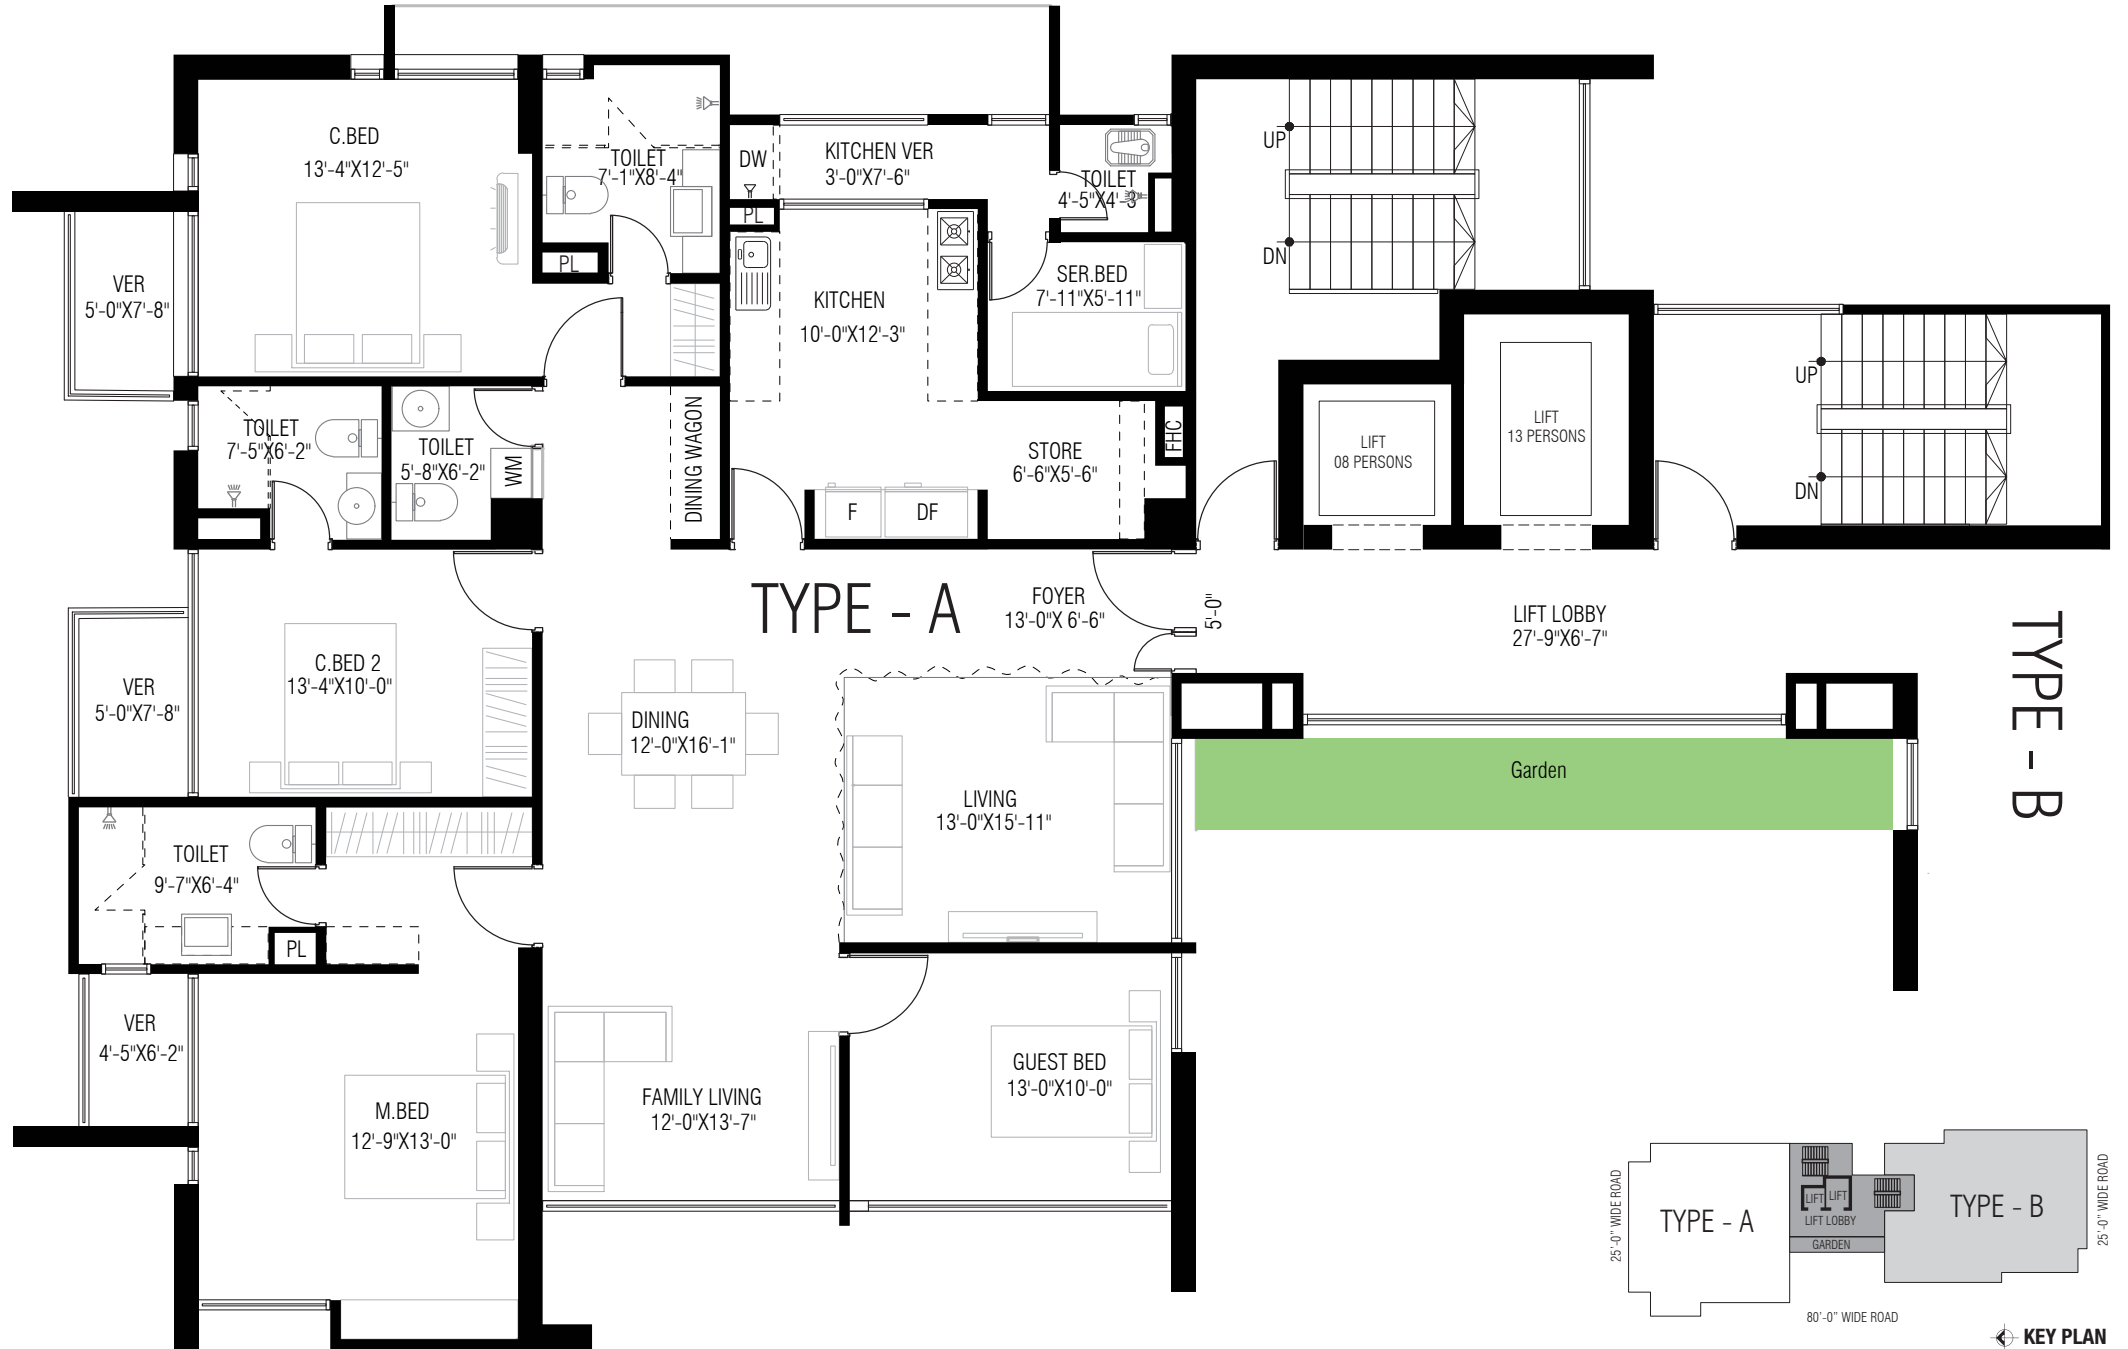 C.BED
13'-4"X12'-5"
TOILET
7'-1"X8'-4"
DW
KITCHEN VER
3'-0"X7'-6"
TOILET
4'-5"X4'-3"
UP
DN
PL
PL
VER
5'-0"X7'-8"
KITCHEN
10'-0"X12'-3"
SER.BED
7'-11"X5'-11"
TOILET
7'-5"X6'-2"
TOILET
5'-8"X6'-2"
WM
DINING WAGON
STORE
6'-6"X5'-6"
FHC
F
DF
LIFT
08 PERSONS
LIFT
13 PERSONS
UP
DN
TYPE - A
FOYER
13'-0X 6'-6"
5'-0"
LIFT LOBBY
27'-9"X6'-7"
TYPE - B
VER
5'-0"X7'-8"
C.BED 2
13'-4"X10'-0"
DINING
12'-0"X16'-1"
LIVING
13'-0"X15'-11"
Garden
TOILET
9'-7"X6'-4"
PL
VER
4'-5"X6'-2"
M.BED
12'-9"X13'-0"
FAMILY LIVING
12'-0"X13'-7"
GUEST BED
13'-0"X10'-0"
25'-0" WIDE ROAD
TYPE - A
LIFT
LIFT
LIFT LOBBY
GARDEN
TYPE - B
25'-0" WIDE ROAD
80'-0" WIDE ROAD
KEY PLAN